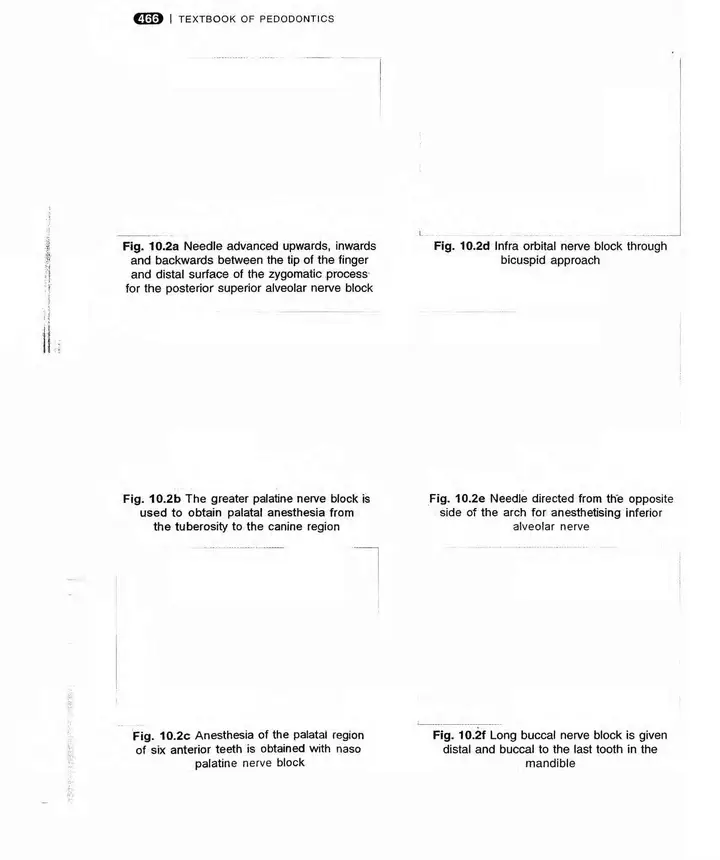 466 | TEXTBOOK OF PEDODONTICS
Fig. 10.2a Needle advanced upwards, inwards
and backwards between the tip of the finger
and distal surface of the zygomatic process
for the posterior superior alveolar nerve block
Fig. 10.2d Infra orbital nerve block through
bicuspid approach
Fig. 10.2b The greater palatine nerve block is
used to obtain palatal anesthesia from
the tuberosity to the canine region
Fig. 10.2e Needle directed from the opposite
side of the arch for anesthetising inferior
alveolar nerve
Fig. 10.2c Anesthesia of the palatal region
of six anterior teeth is obtained with naso
palatine nerve block
Fig. 10.2f Long buccal nerve block is given
distal and buccal to the last tooth in the
mandible